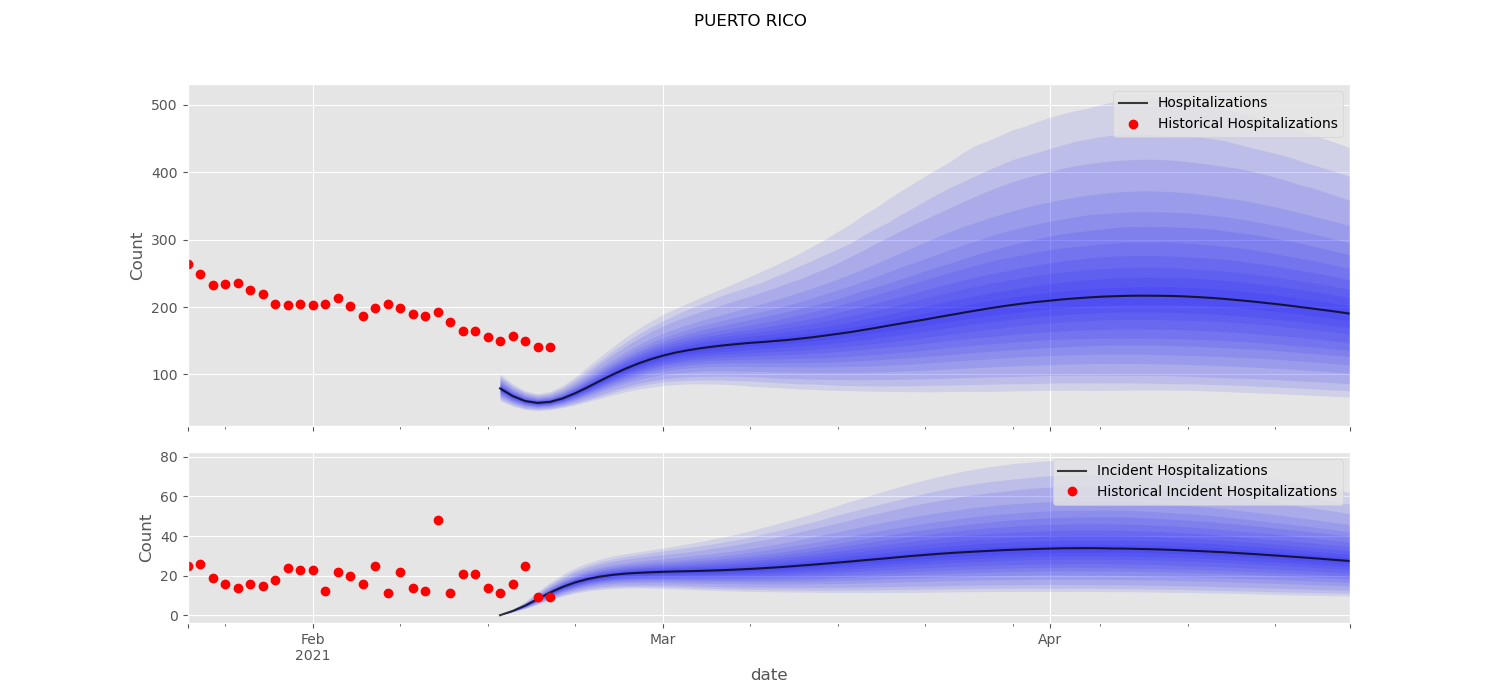 PUERTO RICO
Hospitalizations
Historical Hospitalizations
500
400
300
200
100
Count
Incident Hospitalizations
Historical Incident Hospitalizations
80
60
40
20
0
Count
Feb
2021
Mar
Apr
date